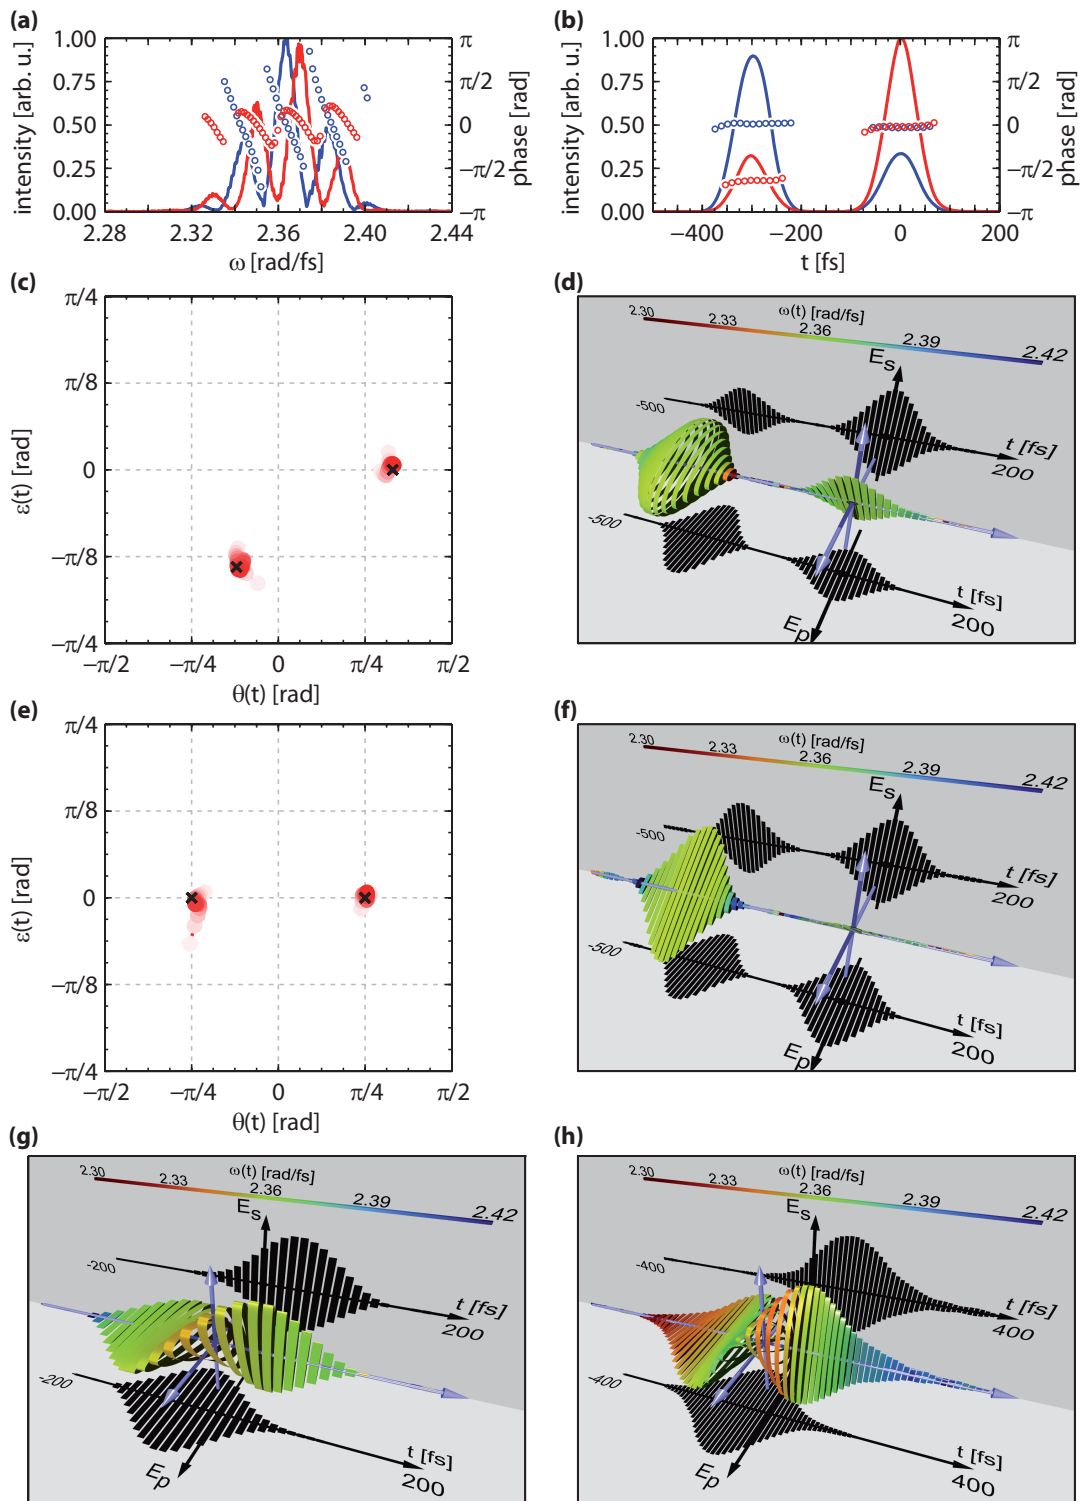 (a)
1.00
0.75
0.50
0.25
0.00
intensity [arb. u.]
π
π/2
0
−π/2
−π
phase [rad]
2.28 2.32 2.36 2.40 2.44
ω [rad/fs]
(b)
1.00
0.75
0.50
0.25
0.00
intensity [arb. u.]
π
π/2
0
−π/2
−π
phase [rad]
−400 −200 0 200
t [fs]
(c)
π/4
π/8
0
−π/8
−π/4
ε(t) [rad]
−π/2 −π/4 0 π/4 π/2
θ(t) [rad]
(d)
ω(t) [rad/fs]
2.30 2.33 2.36 2.39 2.42
Es
-500
t [fs]
200
-500
t [fs]
200
Ep
(e)
π/4
π/8
0
−π/8
−π/4
ε(t) [rad]
−π/2 −π/4 0 π/4 π/2
θ(t) [rad]
(f)
ω(t) [rad/fs]
2.30 2.33 2.36 2.39 2.42
Es
-500
t [fs]
200
-500
t [fs]
200
Ep
(g)
ω(t) [rad/fs]
2.30 2.33 2.36 2.39 2.42
Es
-200
t [fs]
200
-200
t [fs]
200
Ep
(h)
ω(t) [rad/fs]
2.30 2.33 2.36 2.39 2.42
Es
-400
t [fs]
400
-400
t [fs]
400
Ep